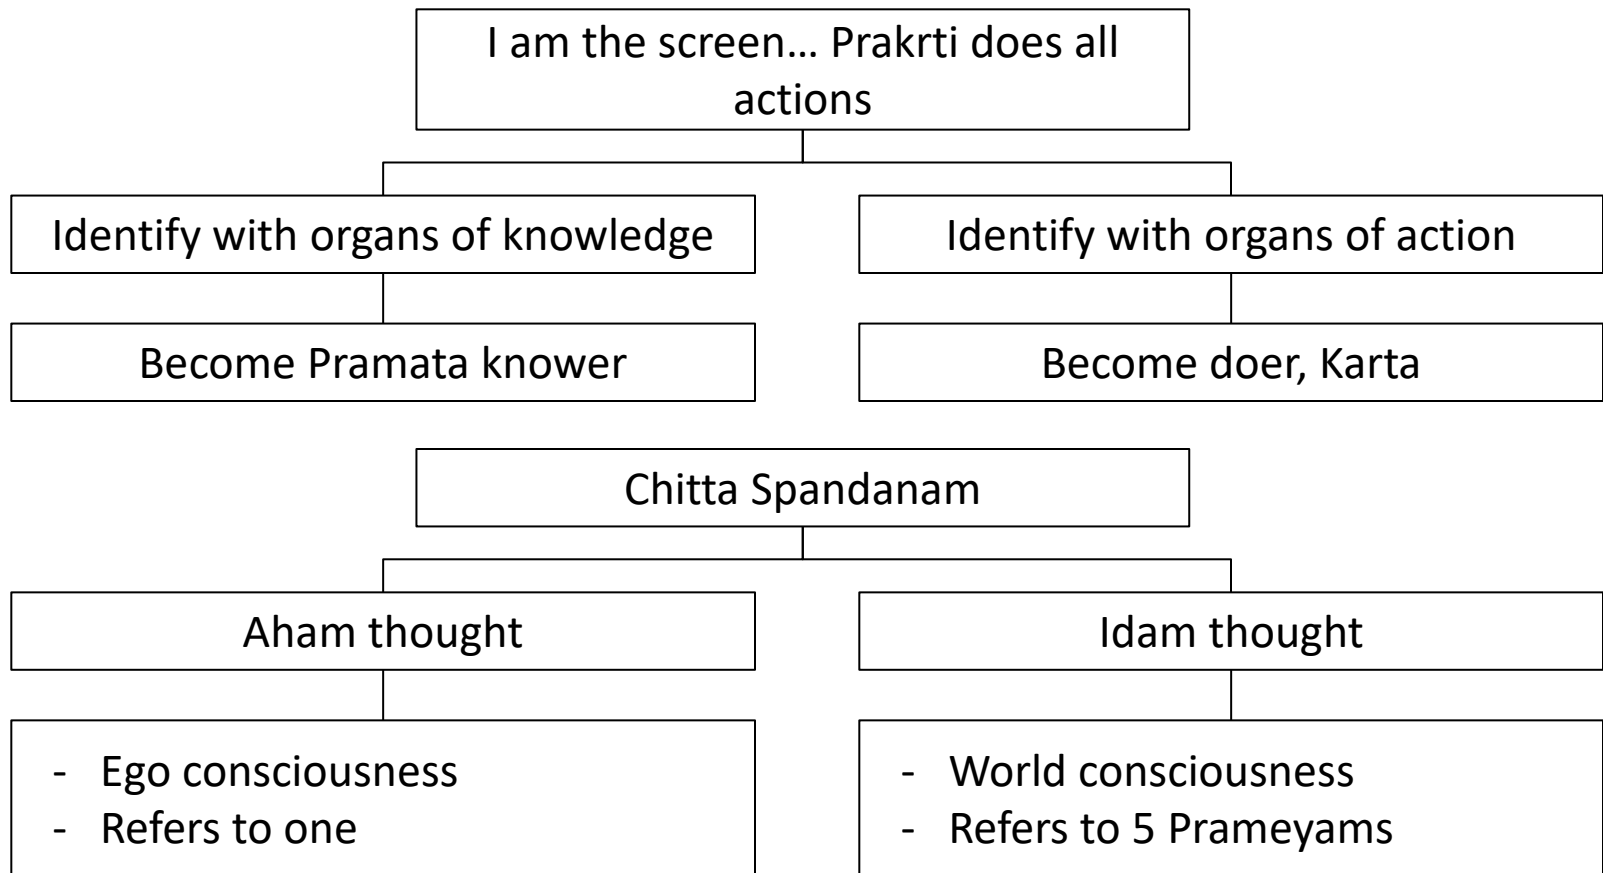 I am the screen… Prakrti does all
actions
Identify with organs of knowledge
Identify with organs of action
Become Pramata knower
Become doer, Karta
Chitta Spandanam
Aham thought
Idam thought
- Ego consciousness
- Refers to one
- World consciousness
- Refers to 5 Prameyams